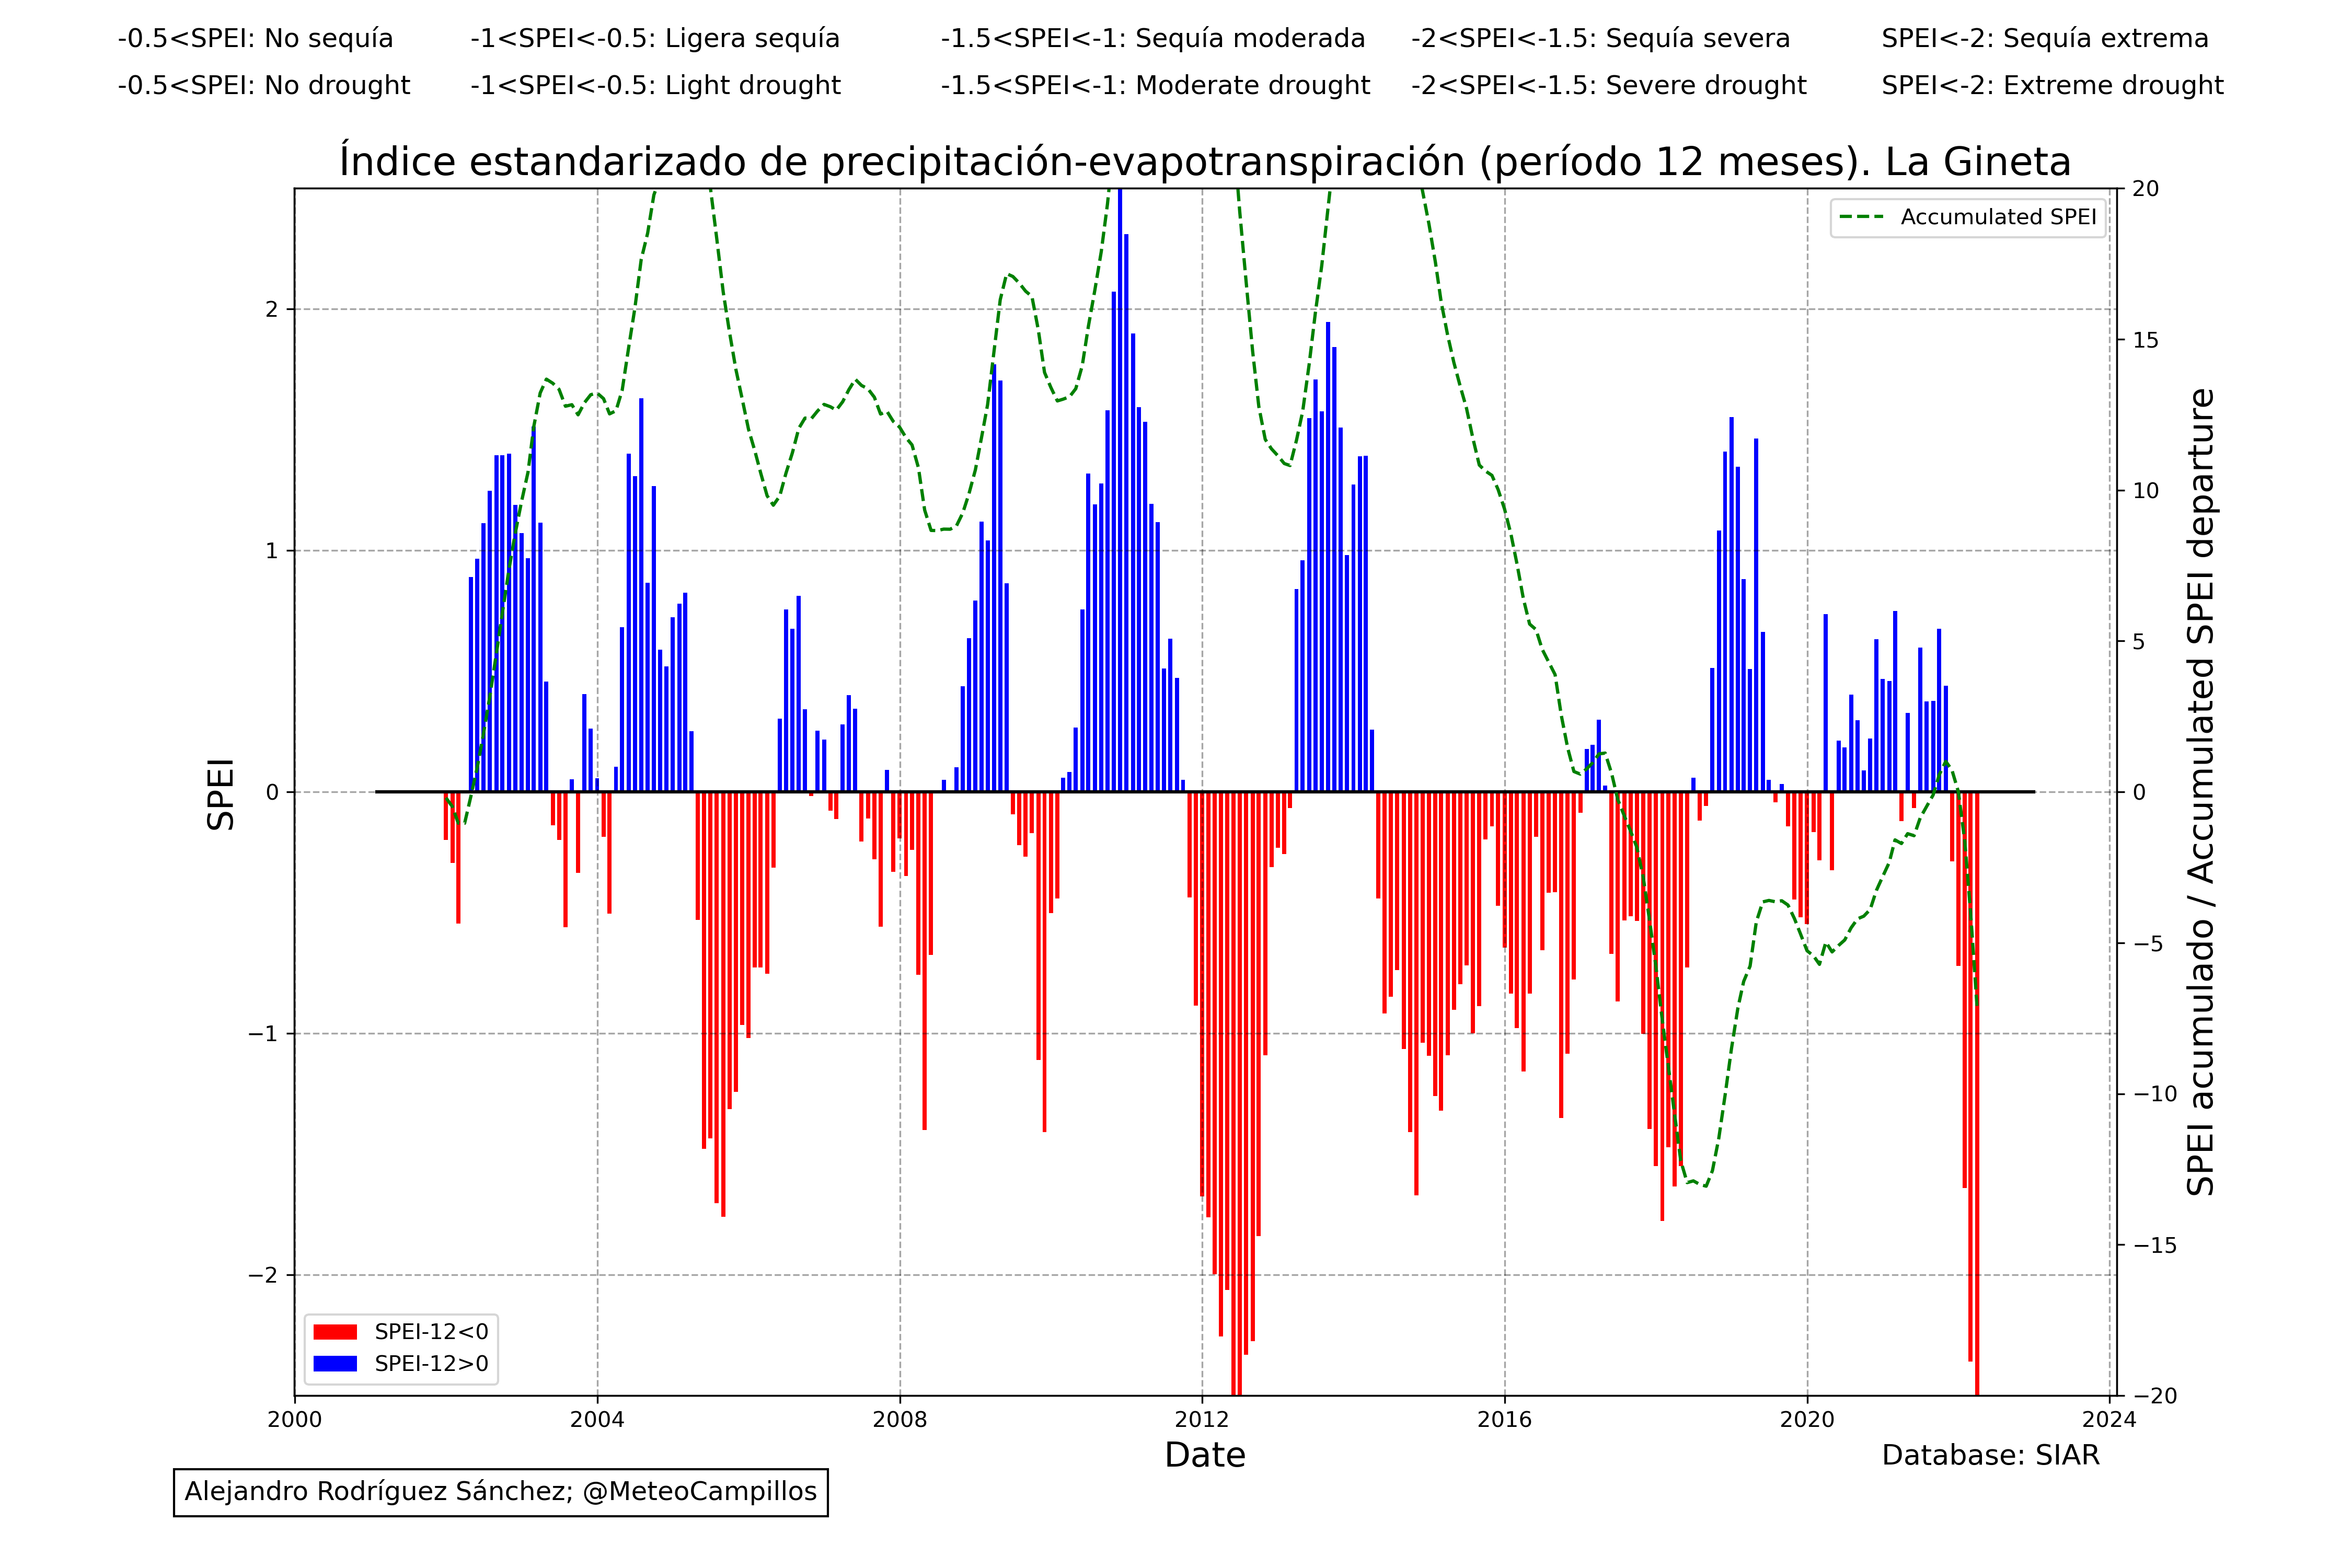 -0.5<SPEI: No sequía -1<SPEI<-0.5: Ligera sequía -1.5<SPEI<-1: Sequía moderada -2<SPEI<-1.5: Sequía severa SPEI<-2: Sequía extrema
-0.5<SPEI: No drought -1<SPEI<-0.5: Light drought -1.5<SPEI<-1: Moderate drought -2<SPEI<-1.5: Severe drought SPEI<-2: Extreme drought
Índice estandarizado de precipitación-evapotranspiración (período 12 meses). La Gineta
Accumulated SPEI
2
1
0
−1
−2
SPEI
20
15
10
5
0
−5
−10
−15
−20
SPEI acumulado / Accumulated SPEI departure
SPEI-12<0
SPEI-12>0
2000 2004 2008 2012 2016 2020 2024
Date
Database: SIAR
Alejandro Rodríguez Sánchez; @MeteoCampillos